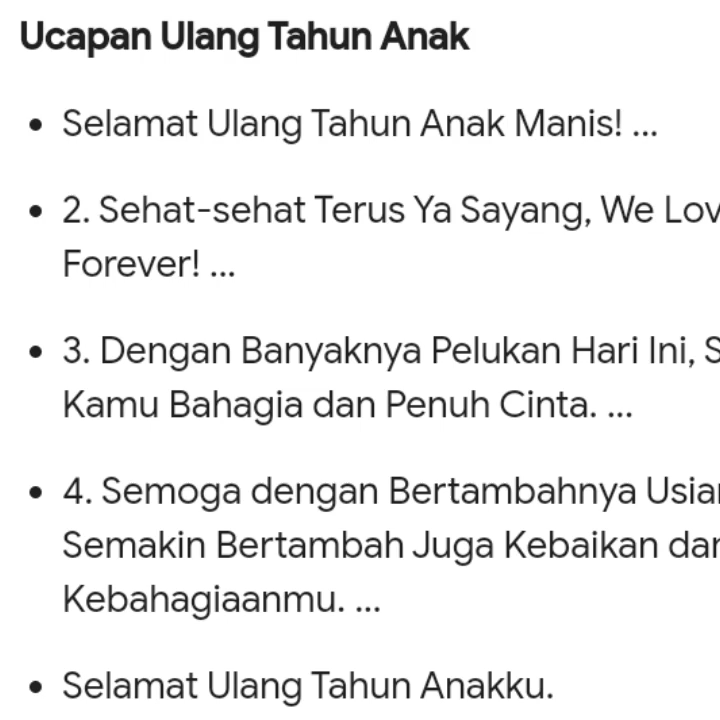 Ucapan Ulang Tahun Anak
• Selamat Ulang Tahun Anak Manis! ...
• 2. Sehat-sehat Terus Ya Sayang, We
Forever! ...
• 3. Dengan Banyaknya Pelukan Hari Ini,
Kamu Bahagia dan Penuh Cinta. ...
• 4. Semoga dengan Bertambahnya
Semakin Bertambah Juga Kebaikan
Kebahagiaanmu. ...
• Selamat Ulang Tahun Anakku.